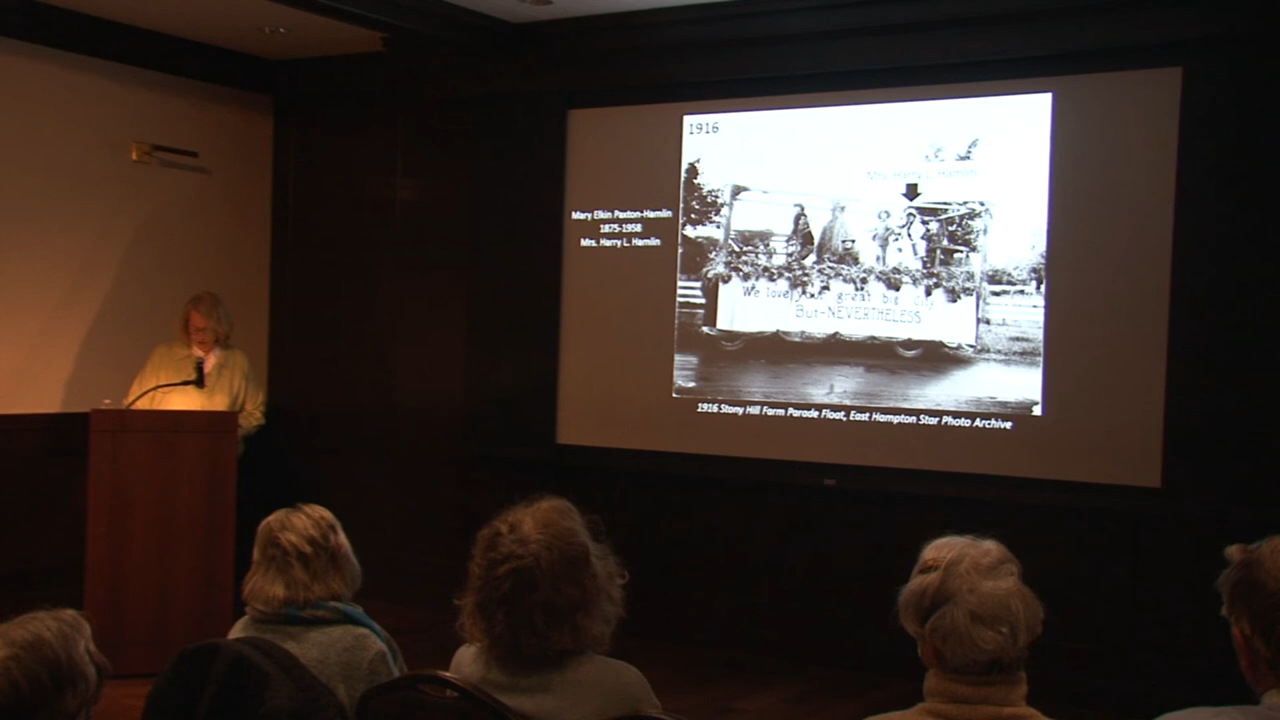 1916
Mrs. Harry L. Hamlin
Mary Elkin Paxton-Hamlin
1875-1958
Mrs. Harry L. Hamlin
We love your great big City
But-NEVERTHELESS
1916 Stony Hill Farm Parade Float, East Hampton Star Photo Archive